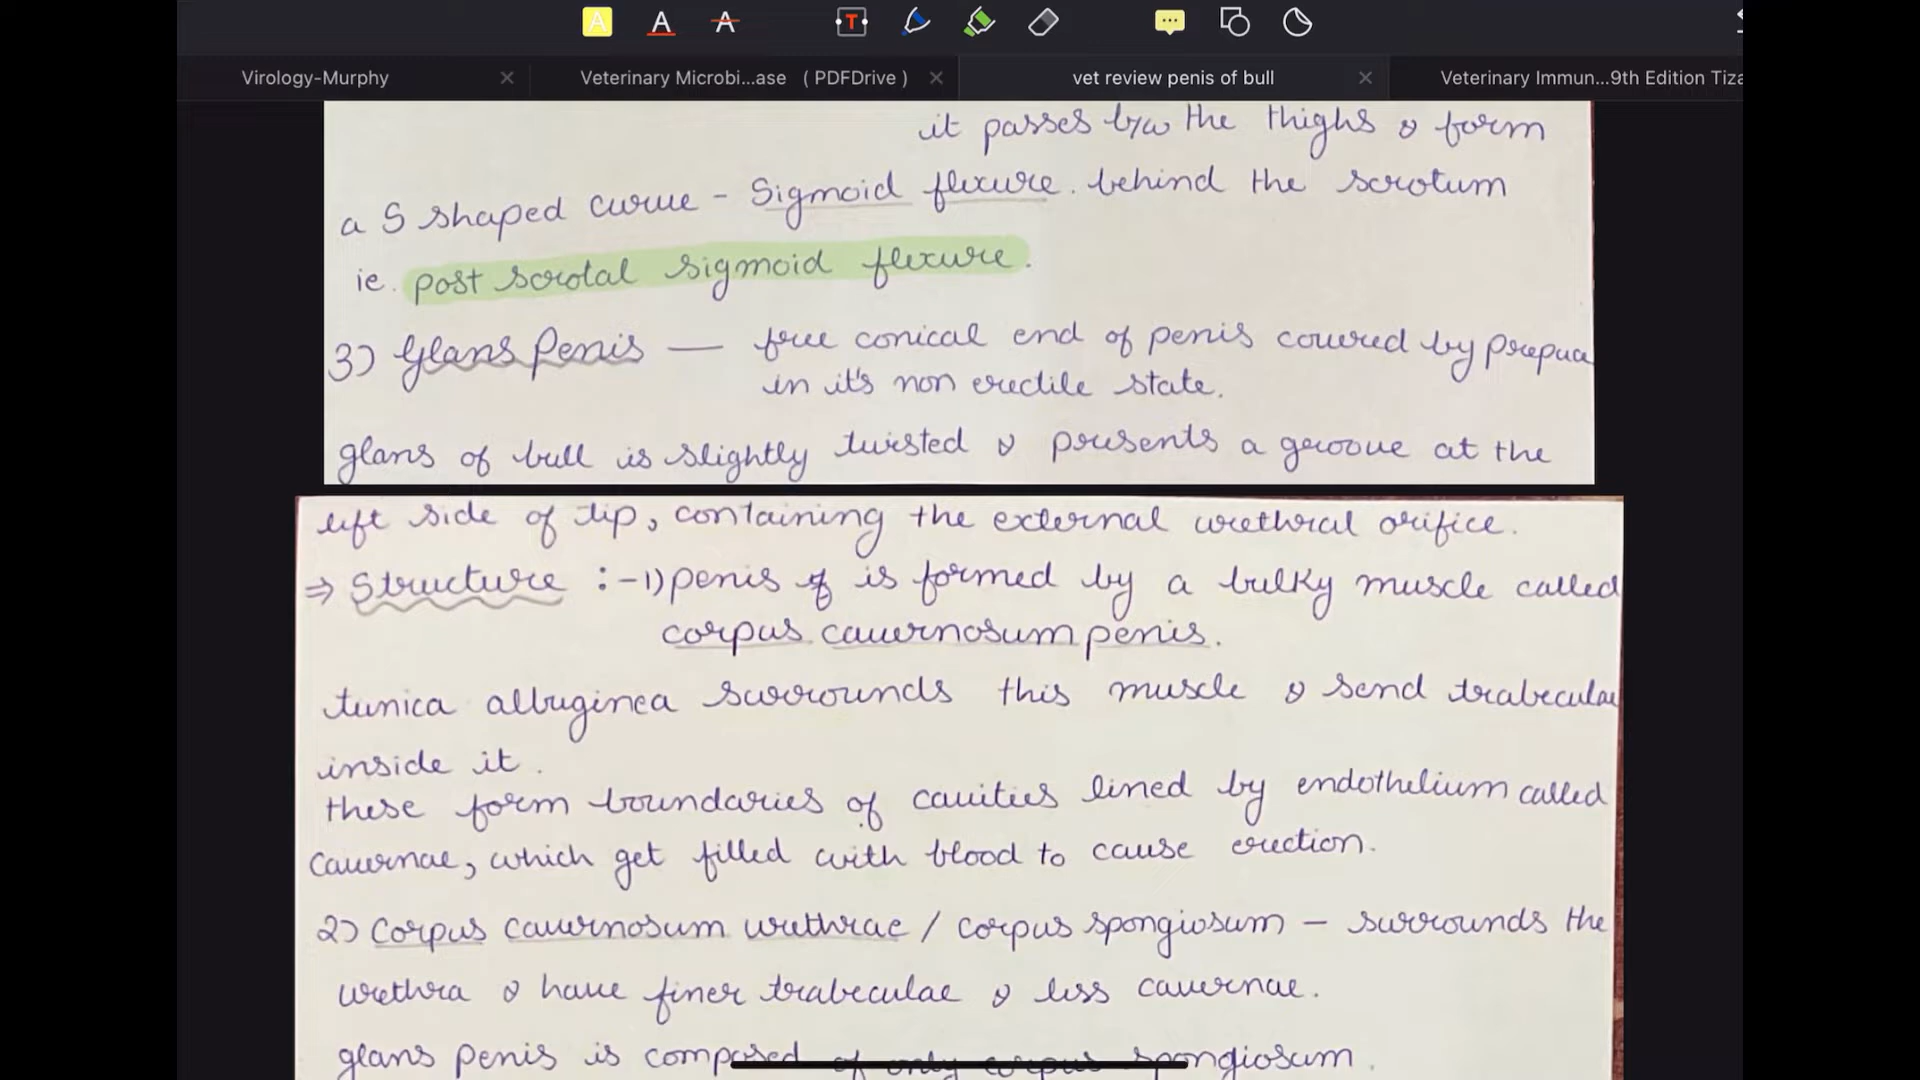 Virology-Murphy
Veterinary Microbi...ase ( PDFDrive )
vet review penis of bull
Veterinary Immun...9th Edition Tiza
it passes b/w the thighs & form
a S shaped curve - Sigmoid flexure. behind the scrotum
ie. post scrotal sigmoid flexure.
3) Glans Penis — free conical end of penis covered by prepuce
in it's non erectile state.
glans of bull is slightly twisted & presents a groove at the
left side of tip, containing the external urethral orifice.
⇒ Structure :- 1) penis is formed by a bulky muscle called
corpus cavernosum penis.
tunica albuginea surrounds this muscle & send trabeculae
inside it.
these form boundaries of cavities lined by endothelium called
cavernae, which get filled with blood to cause erection.
2) Corpus cavernosum urethrae / corpus spongiosum - surrounds the
urethra & have finer trabeculae & less cavernae.
glans penis is composed of only corpus spongiosum.